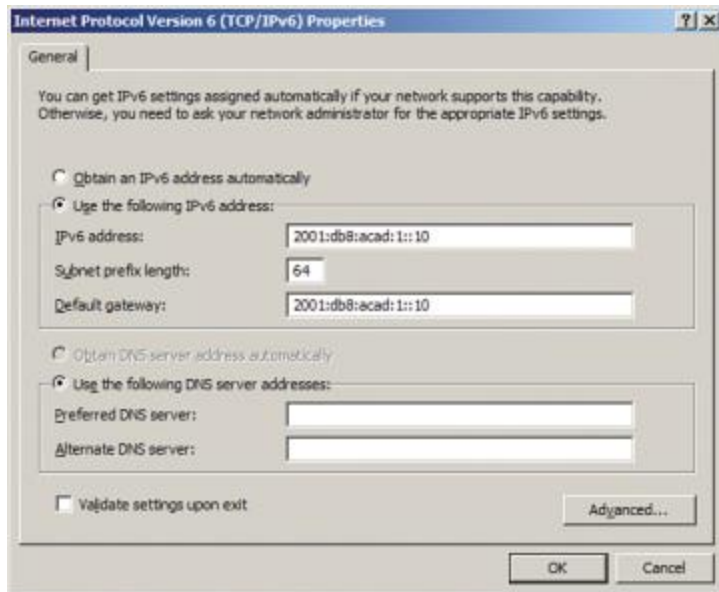 Internet Protocol Version 6 (TCP/IPv6) Properties
General
You can get IPv6 settings assigned automatically if your network supports this capability.
Otherwise, you need to ask your network administrator for the appropriate IPv6 settings.
Obtain an IPv6 address automatically
Use the following IPv6 address:
IPv6 address: 2001:db8:acad:1::10
Subnet prefix length: 64
Default gateway: 2001:db8:acad:1::10
Obtain DNS server address automatically
Use the following DNS server addresses:
Preferred DNS server:
Alternate DNS server:
Validate settings upon exit
Advanced...
OK Cancel